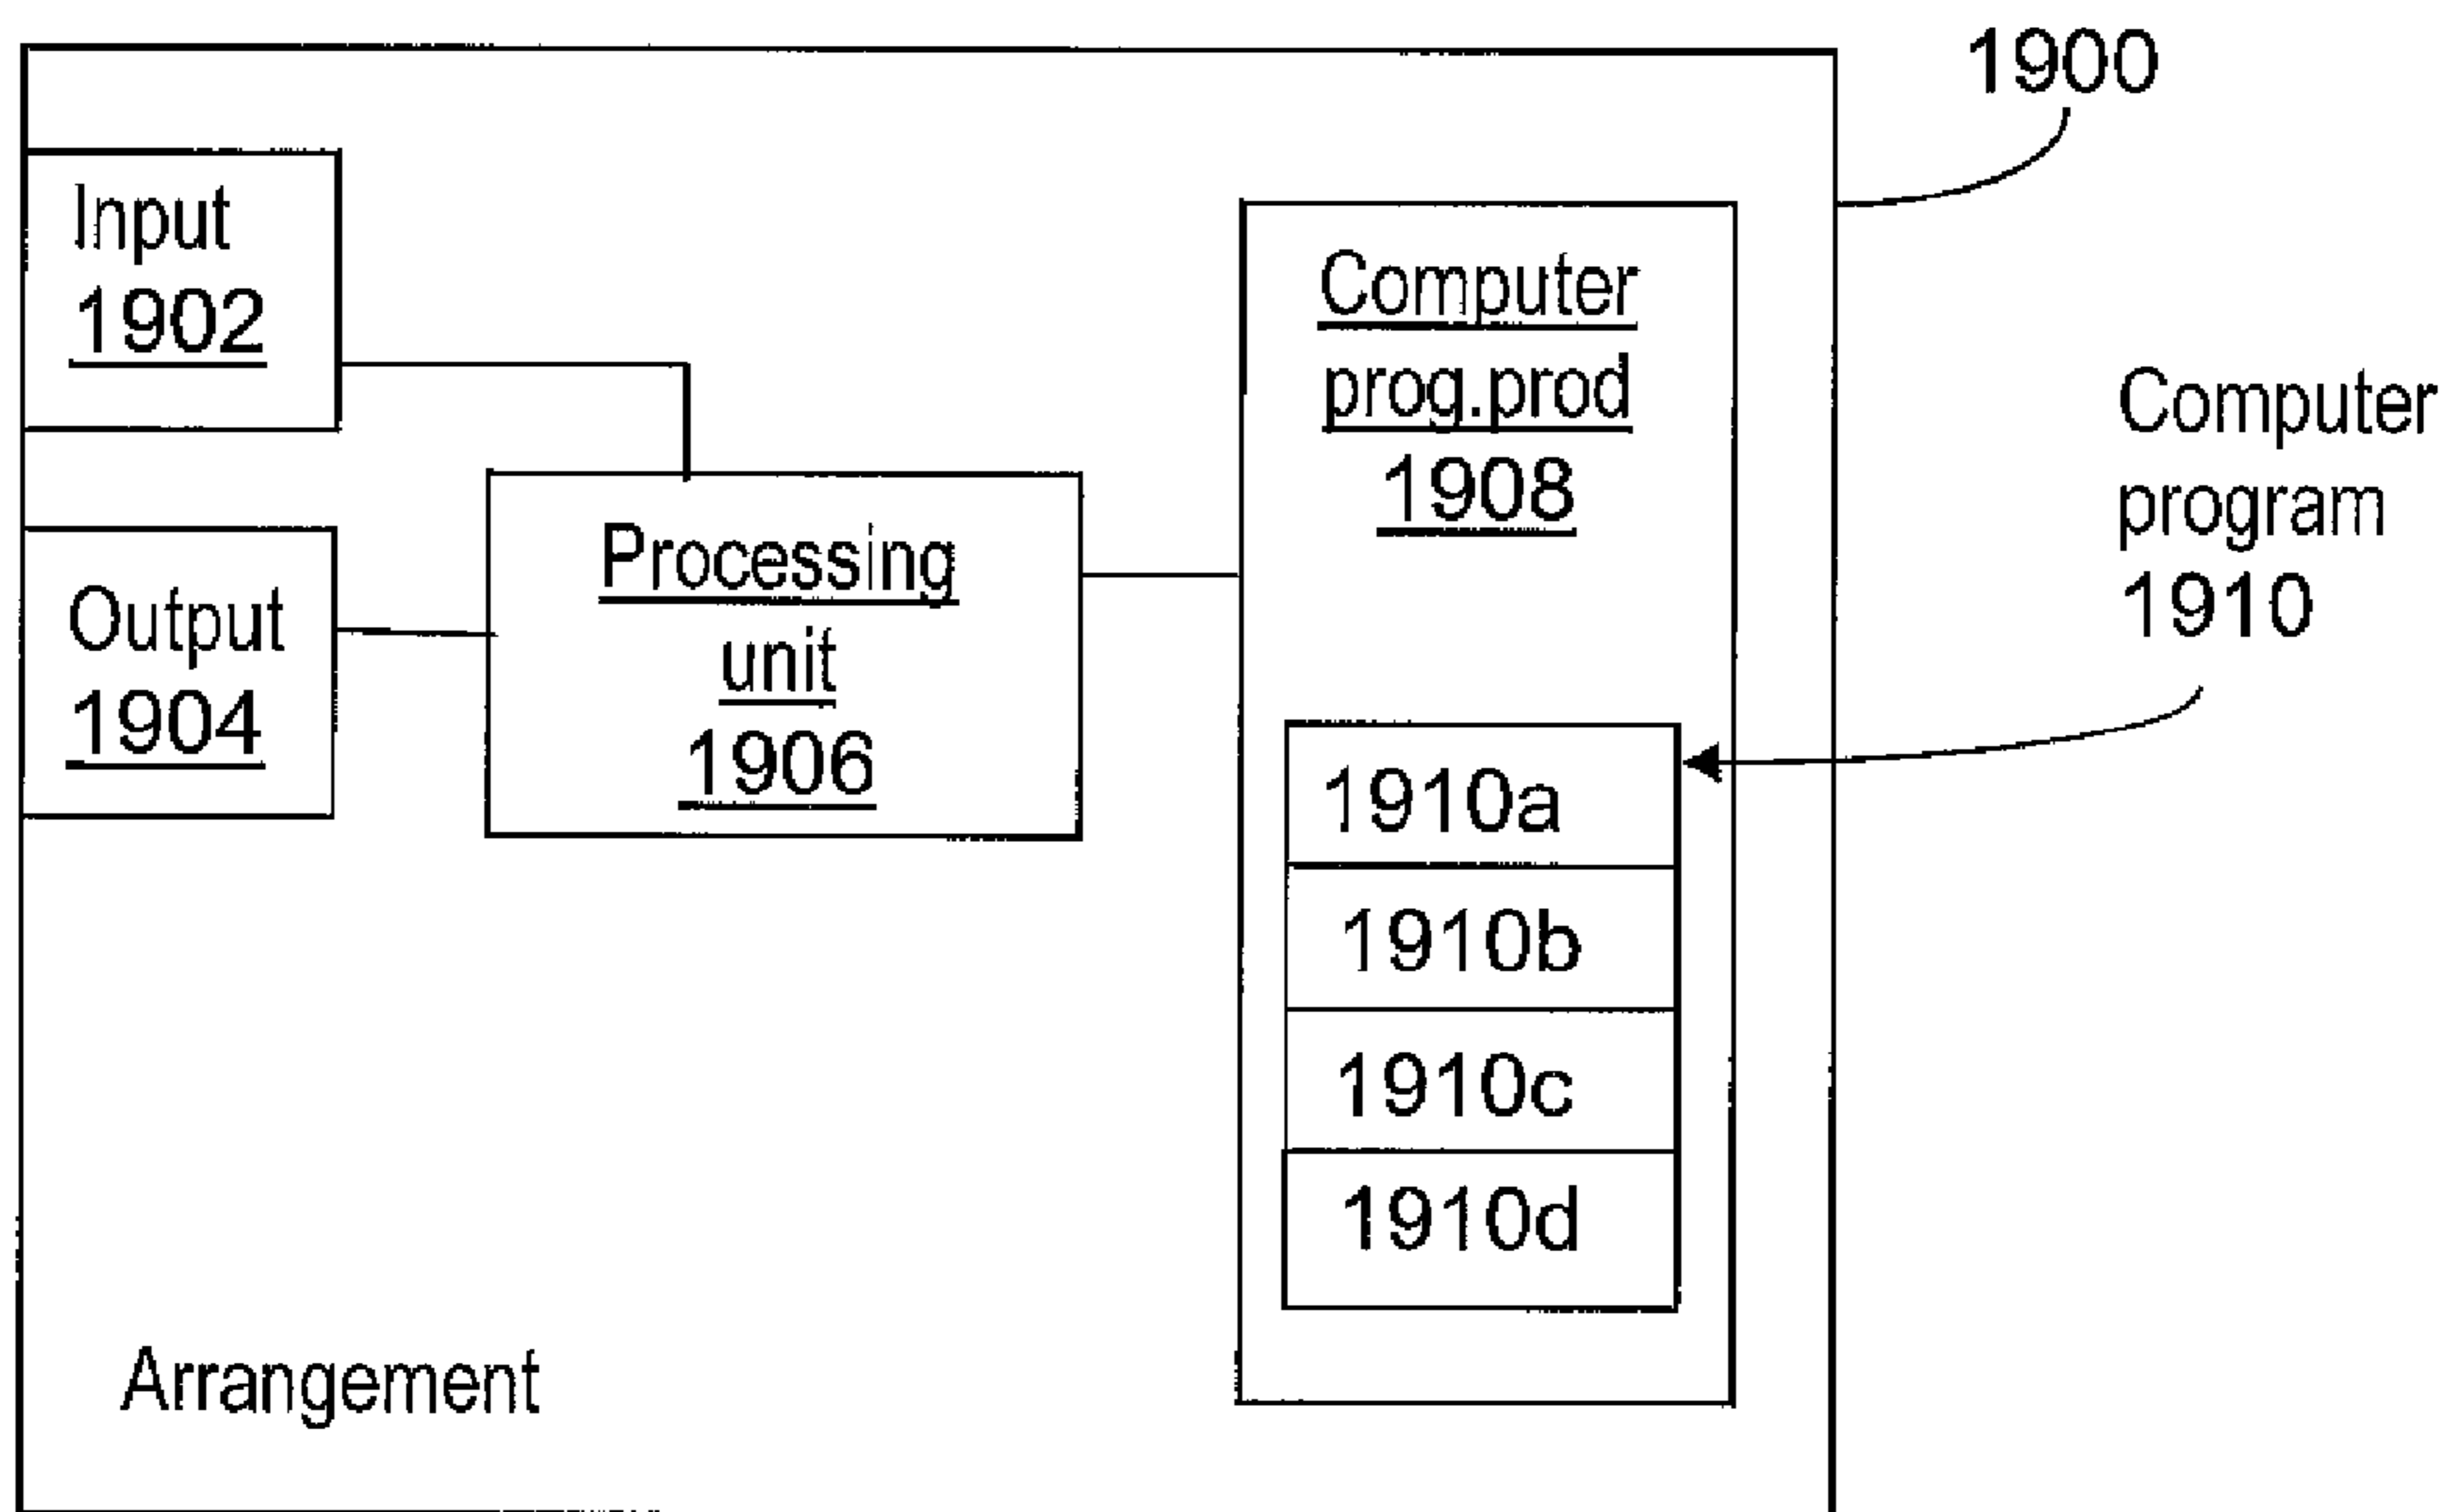 1900
Input
1902
Output
1904
Processing
unit
1906
Computer
prog.prod
1908
Computer
program
1910
1910a
1910b
1910c
1910d
Arrangement